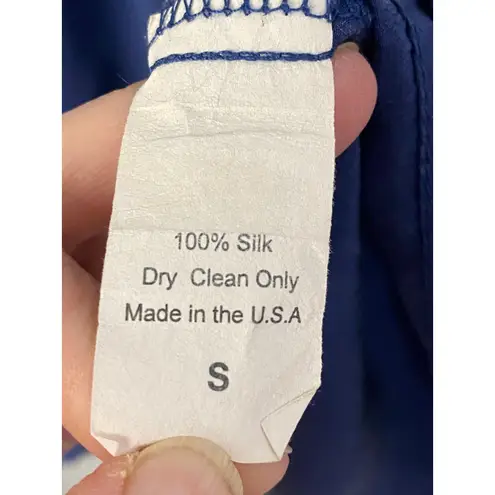 100% Silk
Dry Clean Only
Made in the U.S.A
S